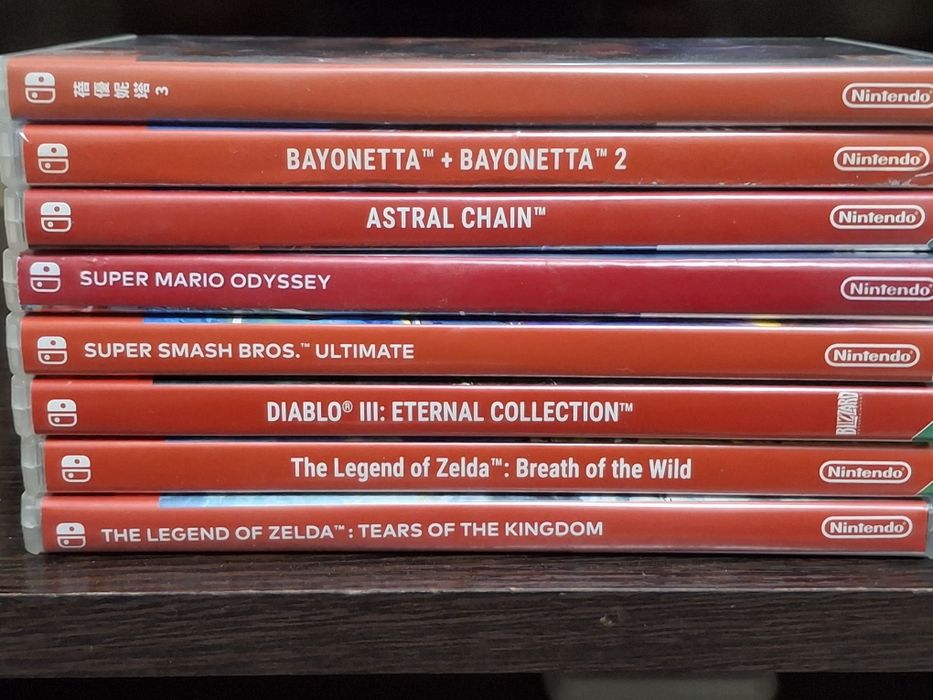 蓓優妮塔 3
Nintendo
BAYONETTA™ + BAYONETTA™ 2
Nintendo
ASTRAL CHAIN™
Nintendo
SUPER MARIO ODYSSEY
Nintendo
SUPER SMASH BROS.™ ULTIMATE
Nintendo
DIABLO® III: ETERNAL COLLECTION™
BLIZZARD
The Legend of Zelda™: Breath of the Wild
Nintendo
THE LEGEND OF ZELDA™: TEARS OF THE KINGDOM
Nintendo